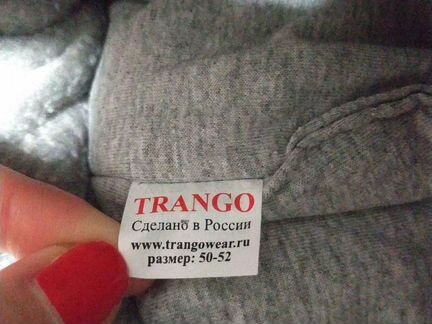 TRANGO
Сделано в России
www.trangowear.ru
размер: 50-52